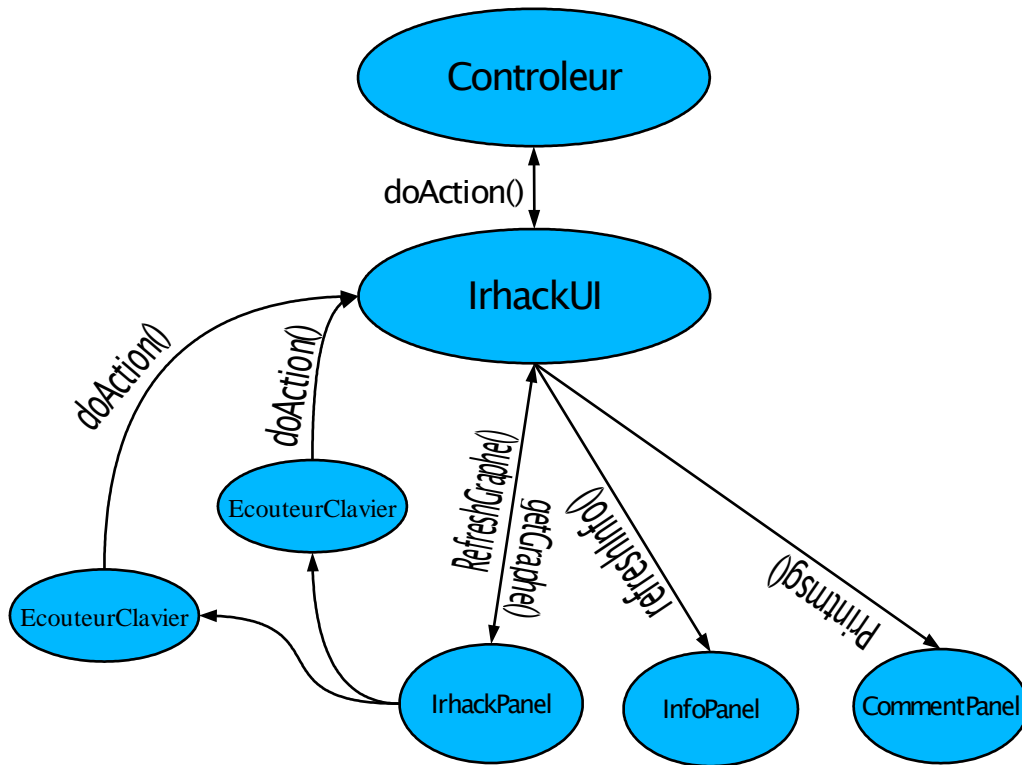 Controleur
doAction()
IrhackUI
doAction()
doAction()
EcouteurClavier
RefreshGraphe()
getGraphe()
refreshInfo()
Printmsg()
EcouteurClavier
IrhackPanel
InfoPanel
CommentPanel